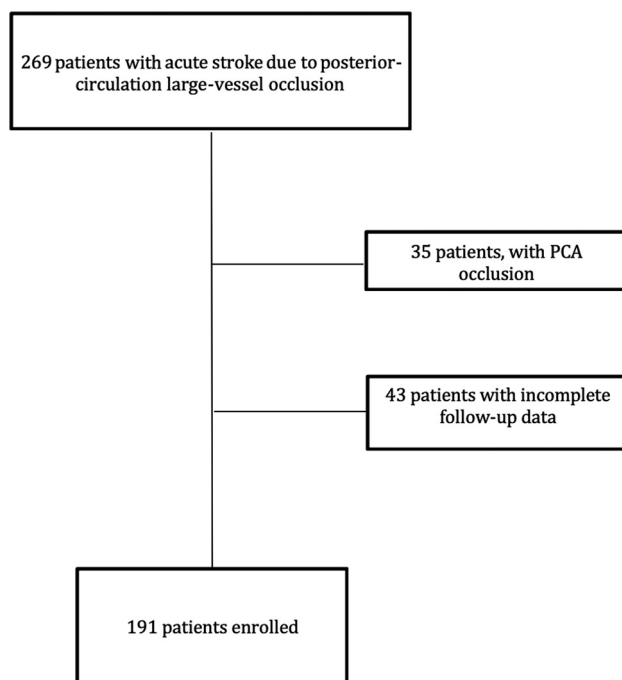 269 patients with acute stroke due to posterior-
circulation large-vessel occlusion
35 patients, with PCA
occlusion
43 patients with incomplete
follow-up data
191 patients enrolled